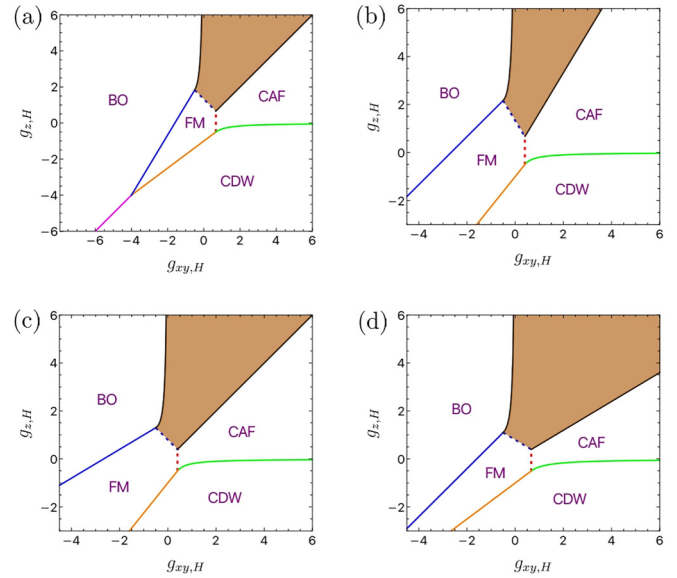 (a)
6
4
2
0
−2
−4
−6
g_{z,H}
BO
CAF
FM
CDW
−6 −4 −2 0 2 4 6
g_{xy,H}
(b)
6
4
2
0
−2
g_{z,H}
BO
CAF
FM
CDW
−4 −2 0 2 4 6
g_{xy,H}
(c)
6
4
2
0
−2
g_{z,H}
BO
CAF
FM
CDW
−4 −2 0 2 4 6
g_{xy,H}
(d)
6
4
2
0
−2
BO
CAF
FM
CDW
−4 −2 0 2 4 6
g_{xy,H}